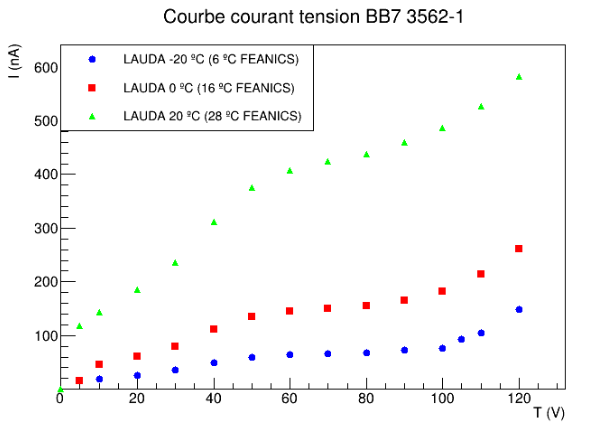 Courbe courant tension BB7 3562-1
I (nA)
LAUDA -20 ºC (6 ºC FEANICS)
LAUDA 0 ºC (16 ºC FEANICS)
LAUDA 20 ºC (28 ºC FEANICS)
600
500
400
300
200
100
0 20 40 60 80 100 120
T (V)